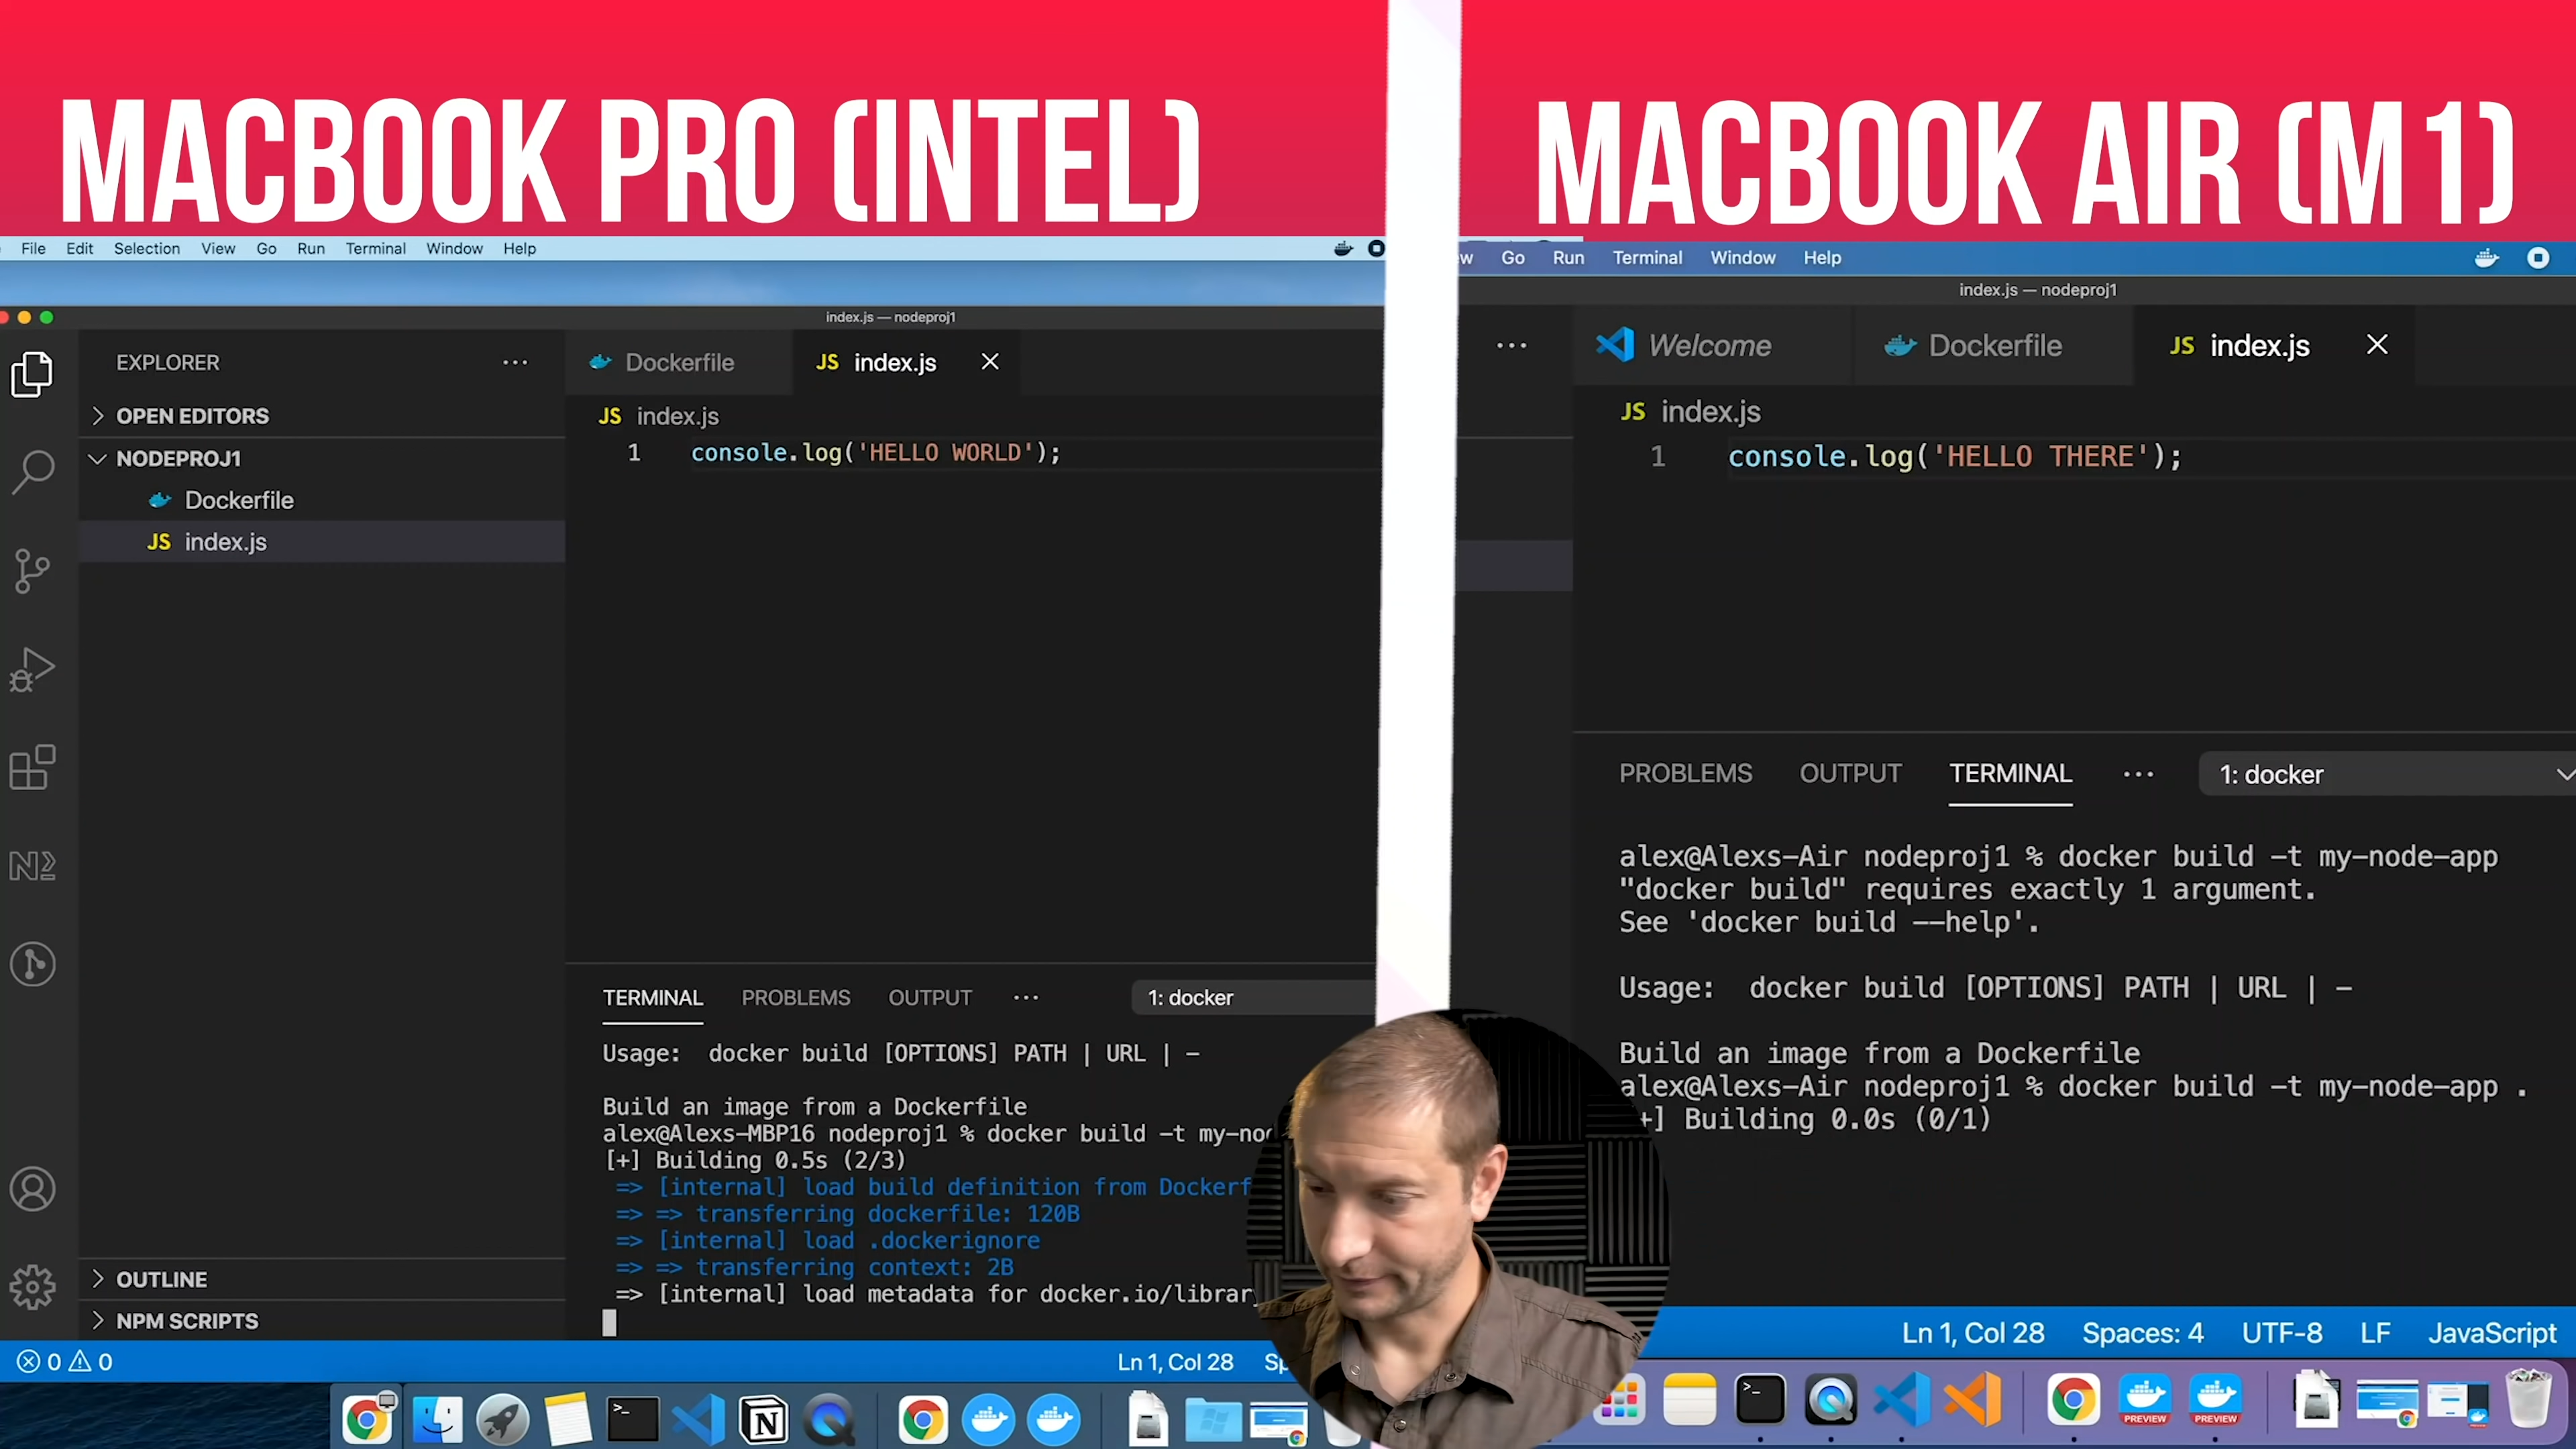 MACBOOK PRO (INTEL)
File Edit Selection View Go Run Terminal Window Help
index.js — nodeproj1
EXPLORER
OPEN EDITORS
NODEPROJ1
Dockerfile
JS index.js
OUTLINE
NPM SCRIPTS
Dockerfile
JS index.js
JS index.js
1 console.log('HELLO WORLD');
TERMINAL PROBLEMS OUTPUT ... 1: docker
Usage: docker build [OPTIONS] PATH | URL | -
Build an image from a Dockerfile
alex@Alexs-MBP16 nodeproj1 % docker build -t my-nod
[+] Building 0.5s (2/3)
=> [internal] load build definition from Dockerf
=> => transferring dockerfile: 120B
=> [internal] load .dockerignore
=> => transferring context: 2B
=> [internal] load metadata for docker.io/library
0 0
Ln 1, Col 28 Sp
MACBOOK AIR (M1)
ew Go Run Terminal Window Help
index.js — nodeproj1
Welcome
Dockerfile
JS index.js
JS index.js
1 console.log('HELLO THERE');
PROBLEMS OUTPUT TERMINAL ... 1: docker
alex@Alexs-Air nodeproj1 % docker build -t my-node-app
"docker build" requires exactly 1 argument.
See 'docker build --help'.
Usage: docker build [OPTIONS] PATH | URL | -
Build an image from a Dockerfile
alex@Alexs-Air nodeproj1 % docker build -t my-node-app .
+] Building 0.0s (0/1)
Ln 1, Col 28 Spaces: 4 UTF-8 LF JavaScript
PREVIEW
PREVIEW